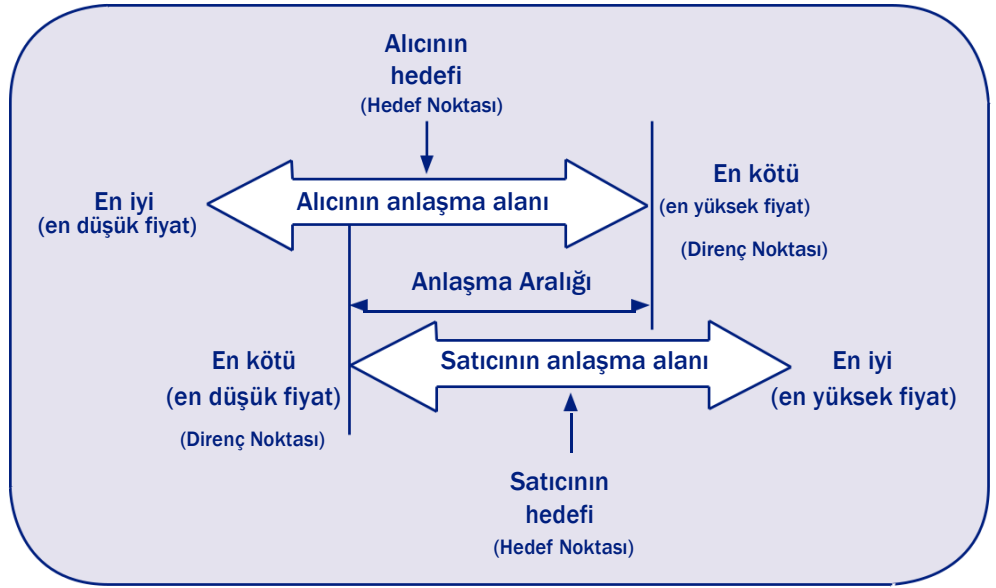 Alıcının
hedefi
(Hedef Noktası)
En iyi
(en düşük fiyat)
Alıcının anlaşma alanı
En kötü
(en yüksek fiyat)
(Direnç Noktası)
Anlaşma Aralığı
En kötü
(en düşük fiyat)
(Direnç Noktası)
Satıcının anlaşma alanı
En iyi
(en yüksek fiyat)
Satıcının
hedefi
(Hedef Noktası)